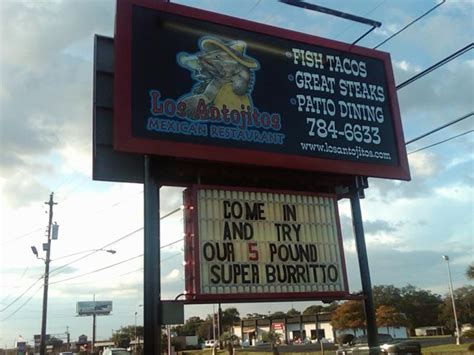 Los Antojitos
MEXICAN RESTAURANT
• FISH TACOS
• GREAT STEAKS
• PATIO DINING
784-6633
www.losantojitos.com
COME IN
AND TRY
OUR 5 POUND
SUPER BURRITTO